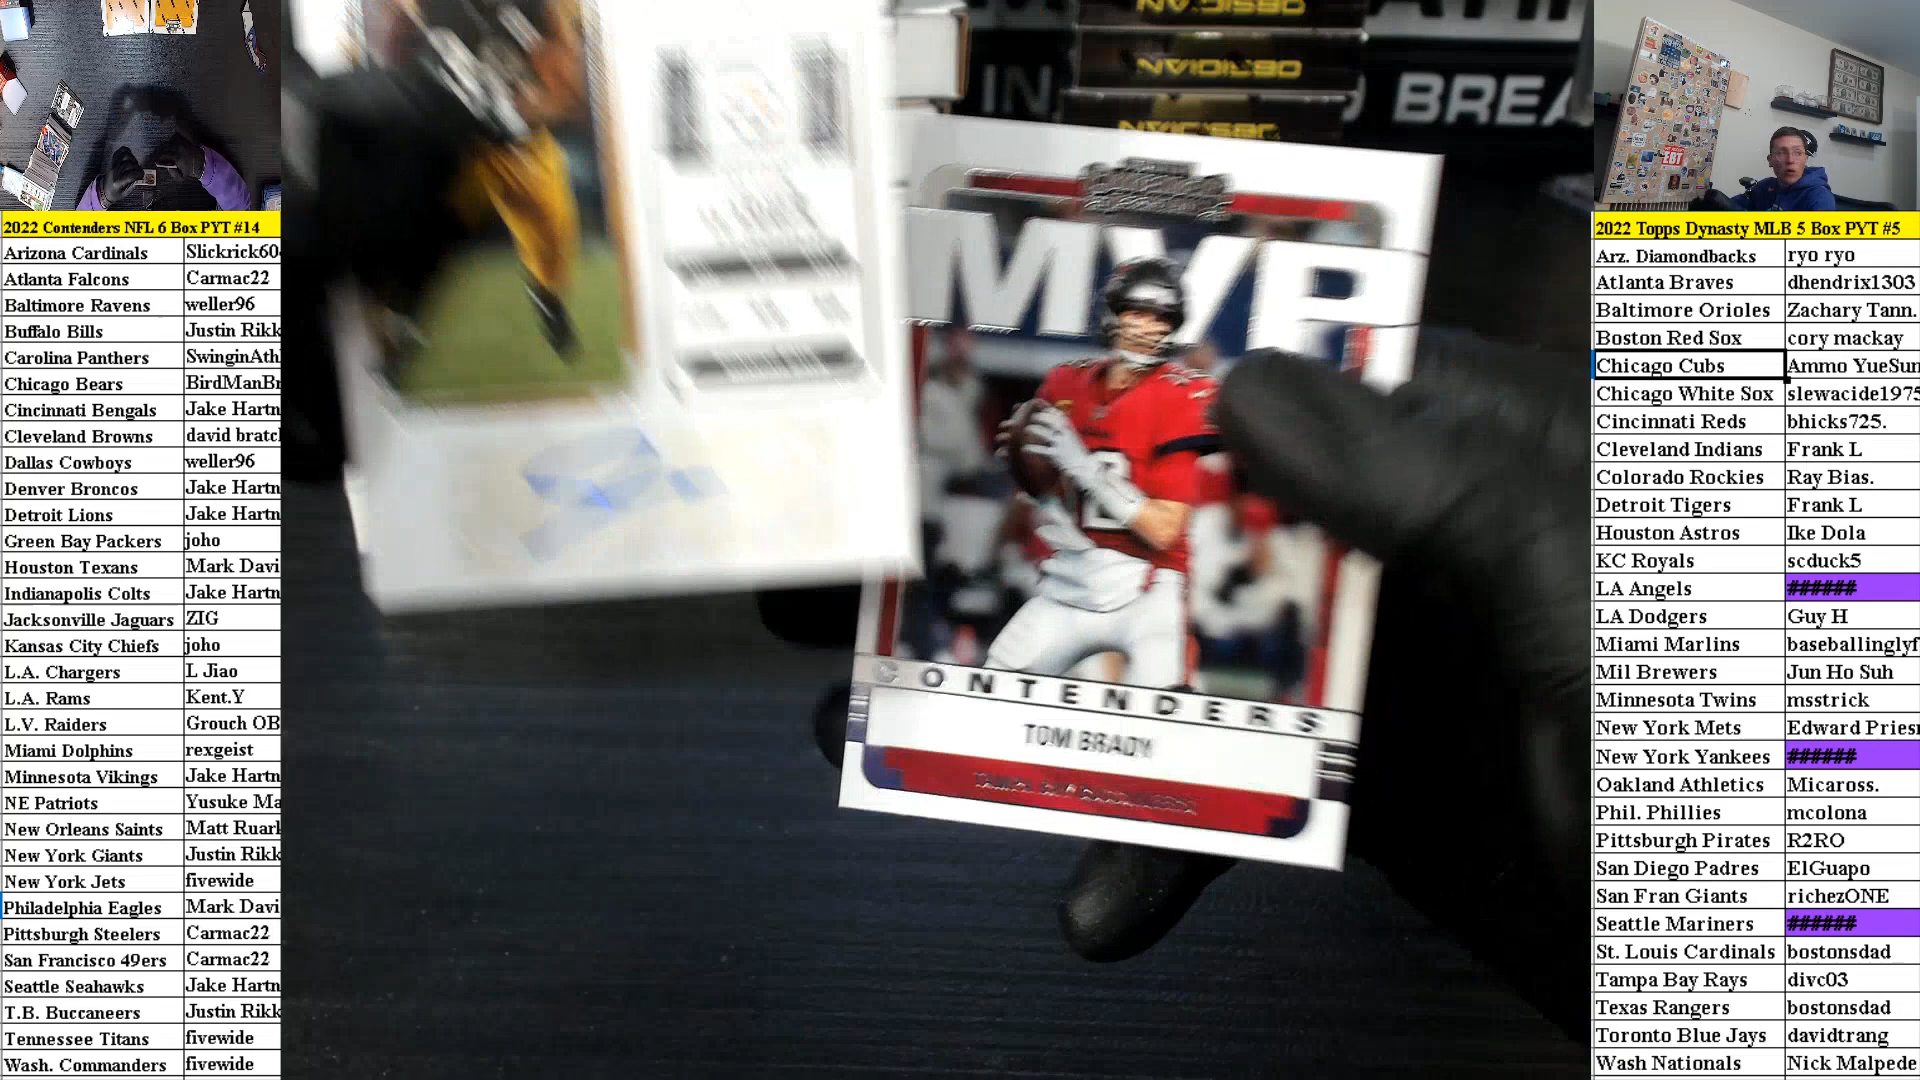 2022 Contenders NFL 6 Box PYT #14
Arizona Cardinals Slickrick60
Atlanta Falcons Carmac22
Baltimore Ravens weller96
Buffalo Bills Justin Rikk
Carolina Panthers SwinginAth
Chicago Bears BirdManBr
Cincinnati Bengals Jake Hartn
Cleveland Browns david bratcl
Dallas Cowboys weller96
Denver Broncos Jake Hartn
Detroit Lions Jake Hartn
Green Bay Packers joho
Houston Texans Mark Davi
Indianapolis Colts Jake Hartn
Jacksonville Jaguars ZIG
Kansas City Chiefs joho
L.A. Chargers L Jiao
L.A. Rams Kent.Y
L.V. Raiders Grouch OB
Miami Dolphins rexgeist
Minnesota Vikings Jake Hartn
NE Patriots Yusuke Ma
New Orleans Saints Matt Ruark
New York Giants Justin Rikk
New York Jets fivewide
Philadelphia Eagles Mark Davi
Pittsburgh Steelers Carmac22
San Francisco 49ers Carmac22
Seattle Seahawks Jake Hartn
T.B. Buccaneers Justin Rikk
Tennessee Titans fivewide
Wash. Commanders fivewide
IN BREA
MVP
CONTENDERS
TOM BRADY
TAMPA BAY BUCCANEERS
2022 Topps Dynasty MLB 5 Box PYT #5
Arz. Diamondbacks ryo ryo
Atlanta Braves dhendrix1303
Baltimore Orioles Zachary Tann.
Boston Red Sox cory mackay
Chicago Cubs Ammo YueSun
Chicago White Sox slewacide1975
Cincinnati Reds bhicks725.
Cleveland Indians Frank L
Colorado Rockies Ray Bias.
Detroit Tigers Frank L
Houston Astros Ike Dola
KC Royals scduck5
LA Angels ######
LA Dodgers Guy H
Miami Marlins baseballinglyf
Mil Brewers Jun Ho Suh
Minnesota Twins msstrick
New York Mets Edward Priesn
New York Yankees ######
Oakland Athletics Micaross.
Phil. Phillies mcolona
Pittsburgh Pirates R2RO
San Diego Padres ElGuapo
San Fran Giants richezONE
Seattle Mariners ######
St. Louis Cardinals bostonsdad
Tampa Bay Rays divc03
Texas Rangers bostonsdad
Toronto Blue Jays davidtrang
Wash Nationals Nick Malpede